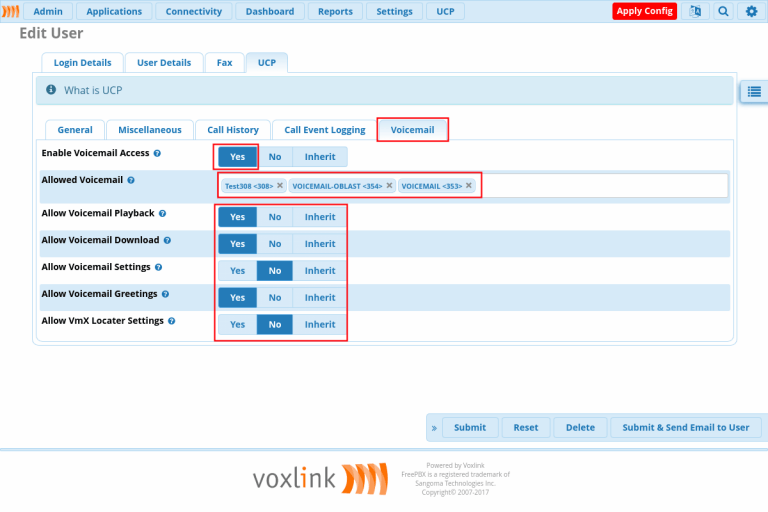 Admin Applications Connectivity Dashboard Reports Settings UCP Apply Config
Edit User
Login Details User Details Fax UCP
What is UCP
General Miscellaneous Call History Call Event Logging Voicemail
Enable Voicemail Access Yes No Inherit
Allowed Voicemail Test308 <308> × VOICEMAIL-OBLAST <354> × VOICEMAIL <353> ×
Allow Voicemail Playback Yes No Inherit
Allow Voicemail Download Yes No Inherit
Allow Voicemail Settings Yes No Inherit
Allow Voicemail Greetings Yes No Inherit
Allow VmX Locater Settings Yes No Inherit
» Submit Reset Delete Submit & Send Email to User
voxlink
Powered by Voxlink
FreePBX is a registered trademark of
Sangoma Technologies Inc.
Copyright© 2007-2017